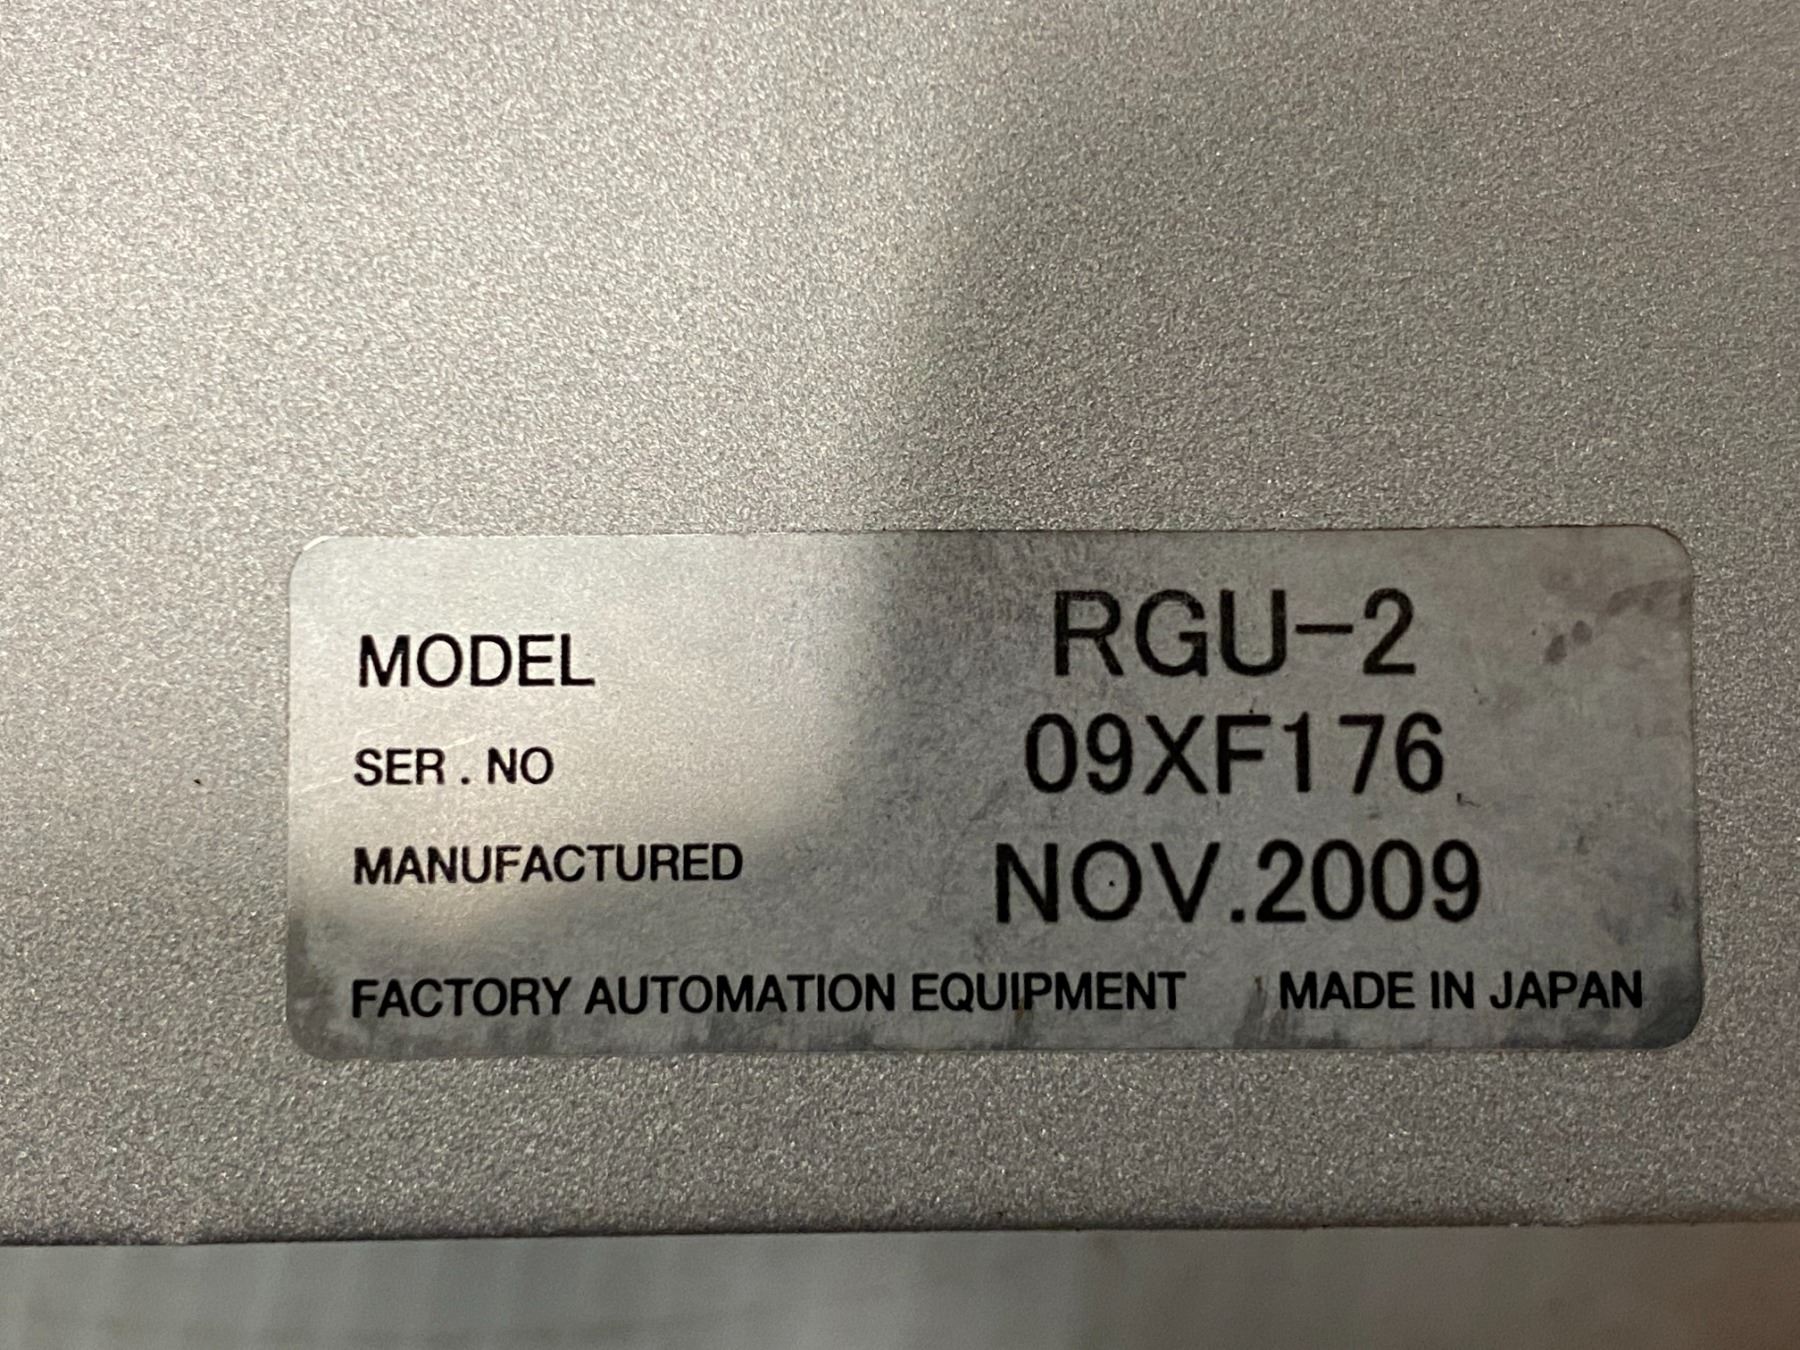 MODEL RGU-2
SER . NO 09XF176
MANUFACTURED NOV.2009
FACTORY AUTOMATION EQUIPMENT MADE IN JAPAN